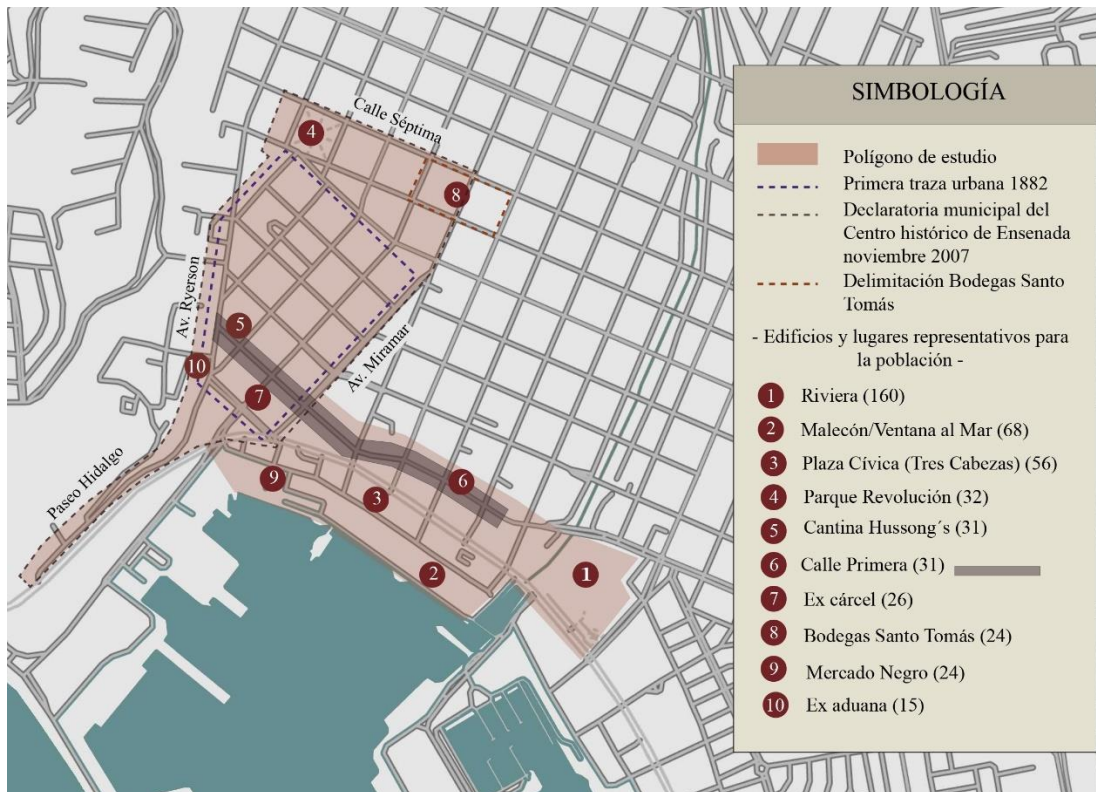 Calle Séptima
4
8
Av. Ryerson
5
10
7
Av. Miramar
Paseo Hidalgo
9
3
6
2
1
SIMBOLOGÍA
Polígono de estudio
Primera traza urbana 1882
Declaratoria municipal del
Centro histórico de Ensenada
noviembre 2007
Delimitación Bodegas Santo
Tomás
- Edificios y lugares representativos para
la población -
1 Riviera (160)
2 Malecón/Ventana al Mar (68)
3 Plaza Cívica (Tres Cabezas) (56)
4 Parque Revolución (32)
5 Cantina Hussong´s (31)
6 Calle Primera (31)
7 Ex cárcel (26)
8 Bodegas Santo Tomás (24)
9 Mercado Negro (24)
10 Ex aduana (15)